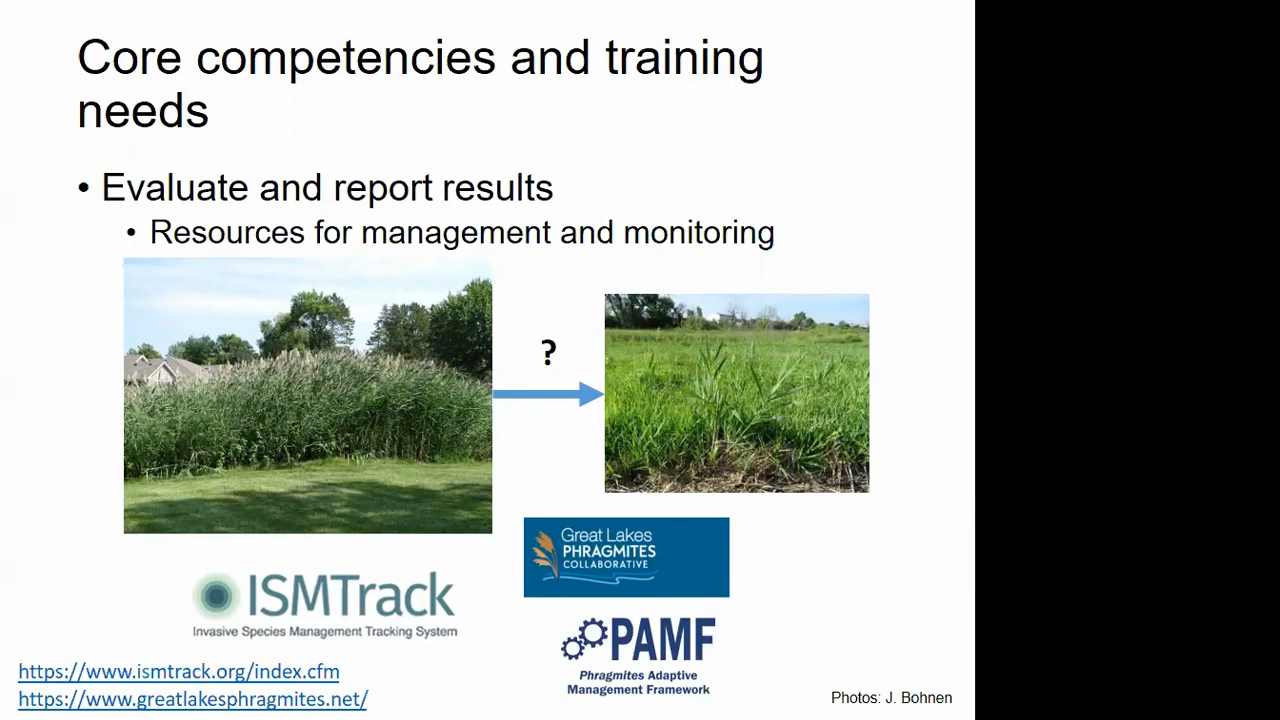 Core competencies and training
needs
• Evaluate and report results
• Resources for management and monitoring
?
Great Lakes
PHRAGMITES
COLLABORATIVE
ISMTrack
Invasive Species Management Tracking System
PAMF
Phragmites Adaptive
Management Framework
https://www.ismtrack.org/index.cfm
https://www.greatlakesphragmites.net/
Photos: J. Bohnen